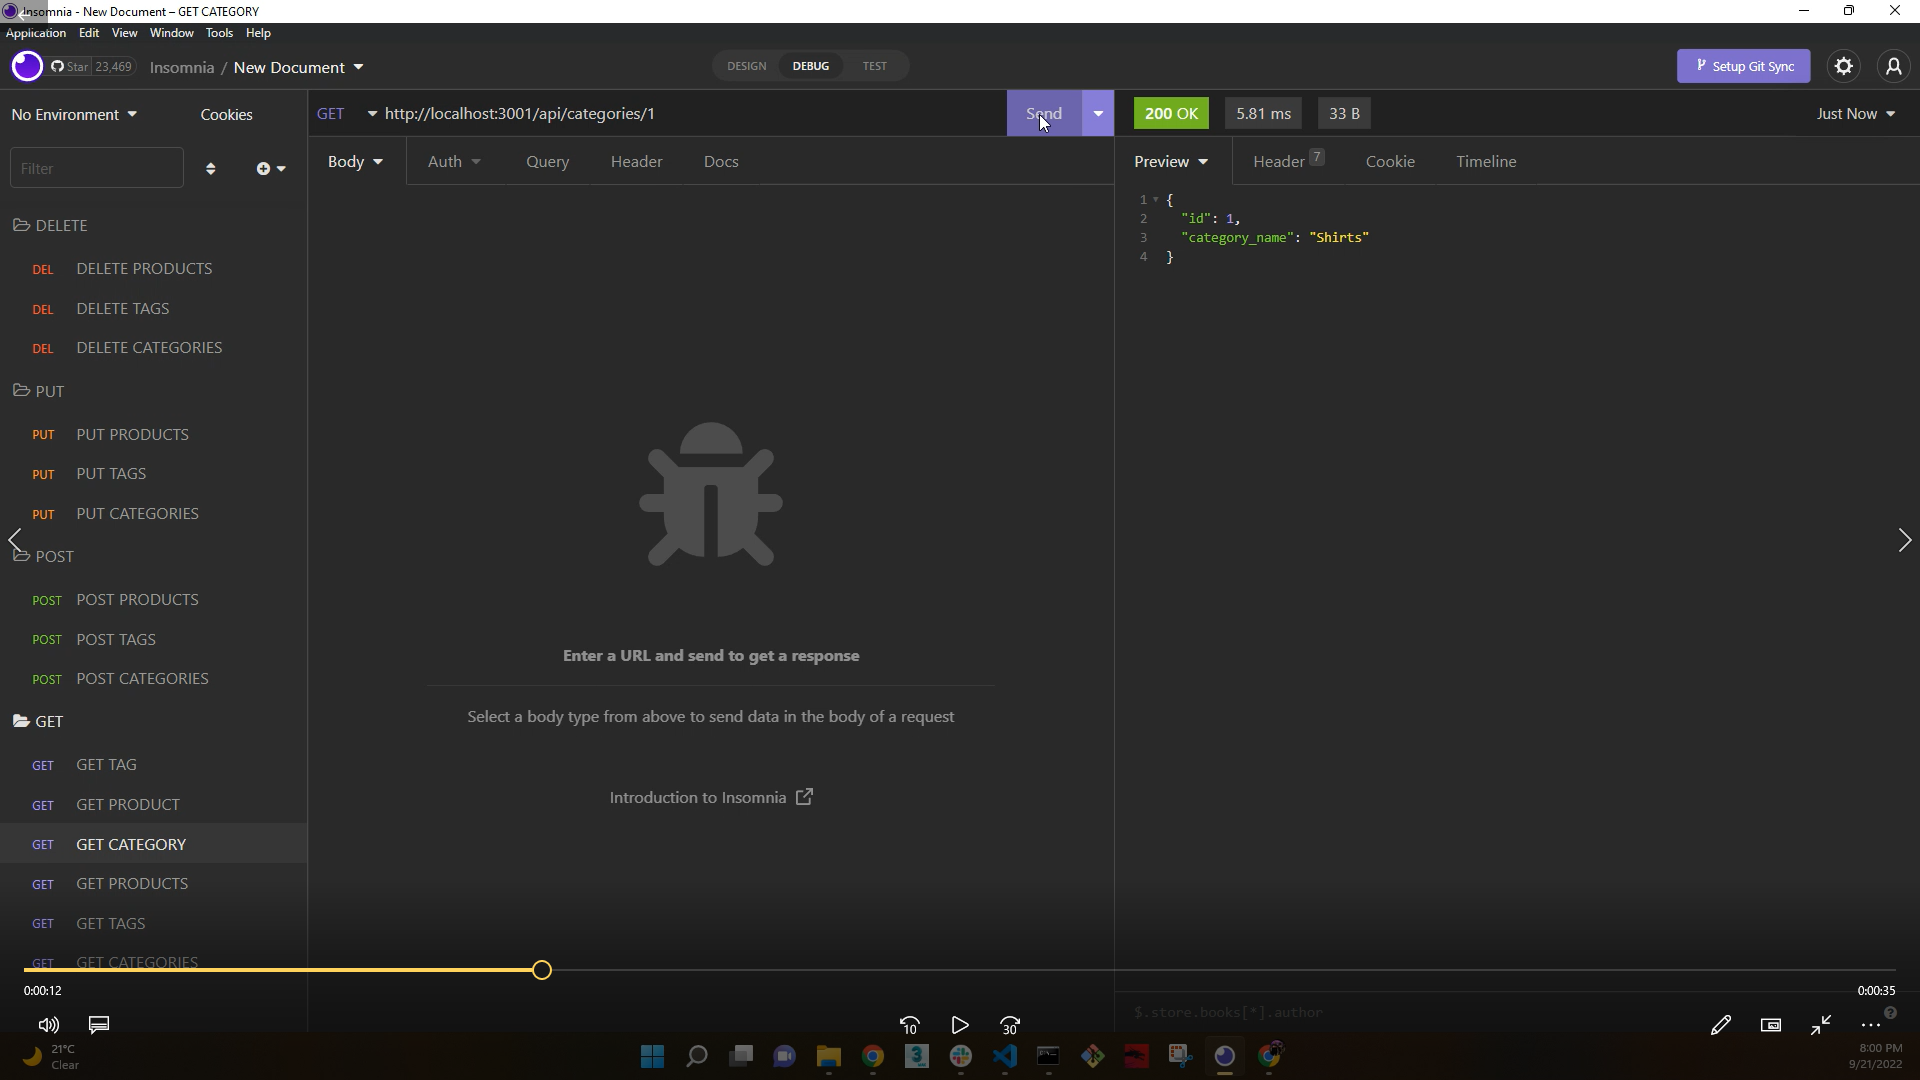 Insomnia - New Document – GET CATEGORY
Application Edit View Window Tools Help
Star 23,469 Insomnia / New Document DESIGN DEBUG TEST Setup Git Sync
No Environment Cookies GET http://localhost:3001/api/categories/1 Send 200 OK 5.81 ms 33 B Just Now
Filter Body Auth Query Header Docs Preview Header 7 Cookie Timeline
1 {
2 "id": 1,
3 "category_name": "Shirts"
4 }
DELETE
DEL DELETE PRODUCTS
DEL DELETE TAGS
DEL DELETE CATEGORIES
PUT
PUT PUT PRODUCTS
PUT PUT TAGS
PUT PUT CATEGORIES
POST
POST POST PRODUCTS
POST POST TAGS
POST POST CATEGORIES
GET
GET GET TAG
GET GET PRODUCT
GET GET CATEGORY
GET GET PRODUCTS
GET GET TAGS
GET GET CATEGORIES
Enter a URL and send to get a response
Select a body type from above to send data in the body of a request
Introduction to Insomnia
0:00:12 0:00:35
$.store.books[*].author
10 30
21°C
Clear
8:00 PM
9/21/2022